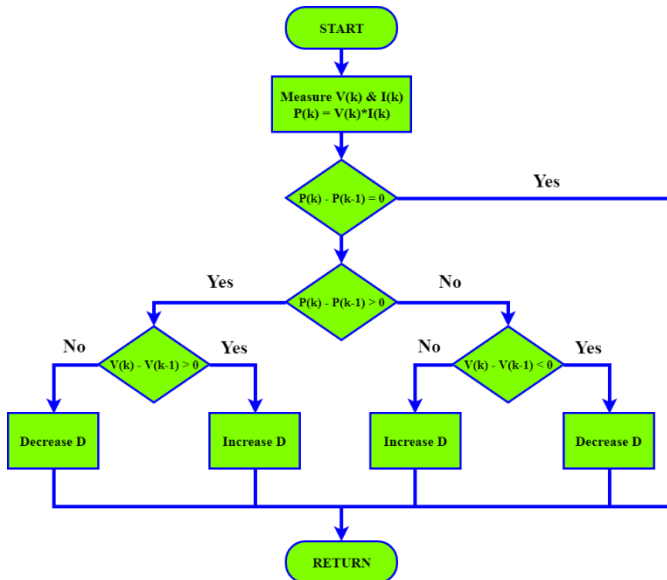 START
Measure V(k) & I(k)
P(k) = V(k)*I(k)
P(k) - P(k-1) = 0
Yes
P(k) - P(k-1) > 0
Yes
No
V(k) - V(k-1) > 0
No
Yes
V(k) - V(k-1) < 0
No
Yes
Decrease D
Increase D
Increase D
Decrease D
RETURN